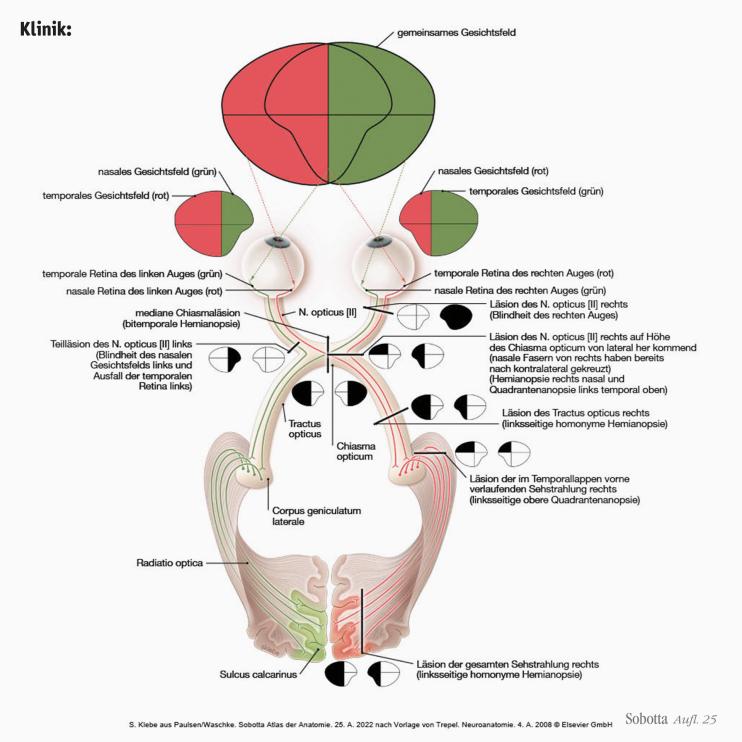 Klinik:
gemeinsames Gesichtsfeld
nasales Gesichtsfeld (grün)
temporales Gesichtsfeld (rot)
nasales Gesichtsfeld (rot)
temporales Gesichtsfeld (grün)
temporale Retina des linken Auges (grün)
nasale Retina des linken Auges (rot)
temporale Retina des rechten Auges (rot)
nasale Retina des rechten Auges (grün)
mediane Chiasmaläsion
(bitemporale Hemianopsie)
N. opticus [II]
Läsion des N. opticus [II] rechts
(Blindheit des rechten Auges)
Teilläsion des N. opticus [II] links
(Blindheit des nasalen
Gesichtsfelds links und
Ausfall der temporalen
Retina links)
Läsion des N. opticus [II] rechts auf Höhe
des Chiasma opticum von lateral her kommend
(nasale Fasern von rechts haben bereits
nach kontralateral gekreuzt)
(Hemianopsie rechts nasal und
Quadrantenanopsie links temporal oben)
Tractus
opticus
Chiasma
opticum
Läsion des Tractus opticus rechts
(linksseitige homonyme Hemianopsie)
Läsion der im Temporallappen vorne
verlaufenden Sehstrahlung rechts
(linksseitige obere Quadrantenanopsie)
Corpus geniculatum
laterale
Radiatio optica
Sulcus calcarinus
Läsion der gesamten Sehstrahlung rechts
(linksseitige homonyme Hemianopsie)
S. Klebe aus Paulsen/Waschke. Sobotta Atlas der Anatomie. 25. A. 2022 nach Vorlage von Trepel. Neuroanatomie. 4. A. 2008 © Elsevier GmbH
Sobotta Aufl. 25